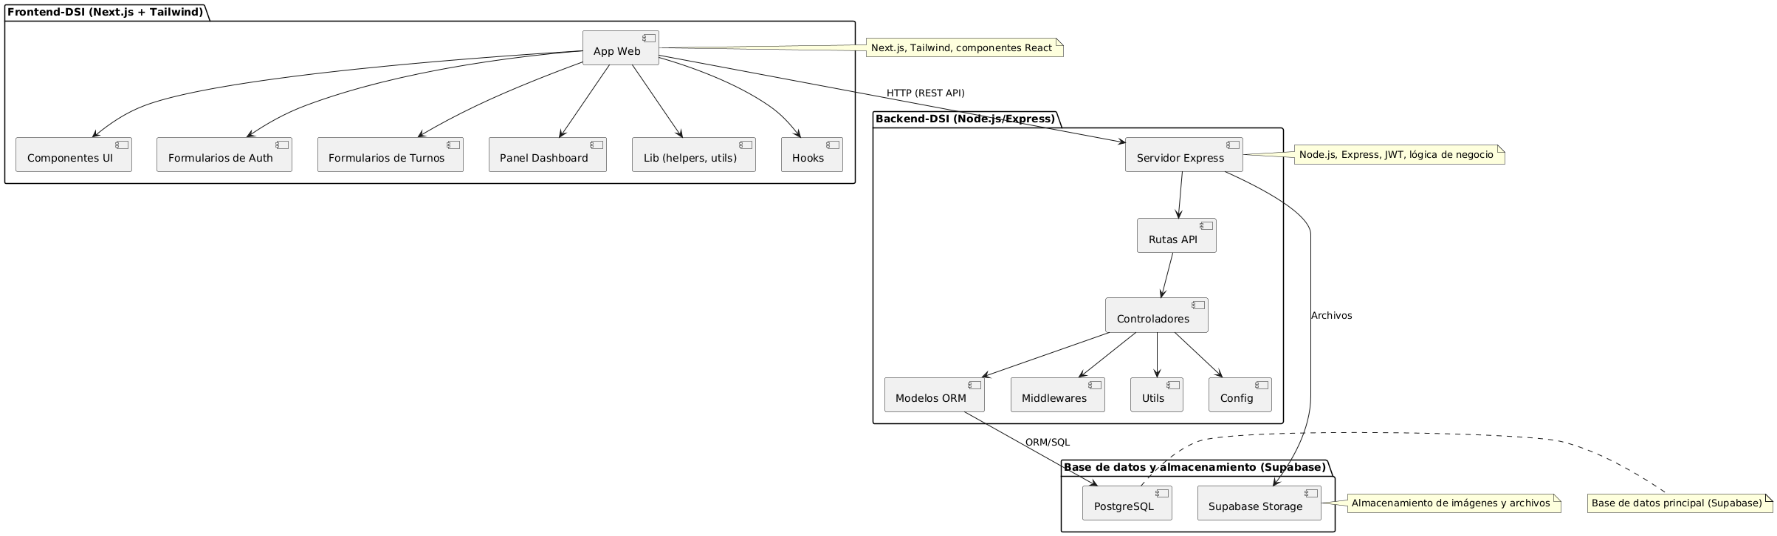 Frontend-DSI (Next.js + Tailwind)
App Web
Next.js, Tailwind, componentes React
HTTP (REST API)
Componentes UI
Formularios de Auth
Formularios de Turnos
Panel Dashboard
Lib (helpers, utils)
Hooks
Backend-DSI (Node.js/Express)
Servidor Express
Node.js, Express, JWT, lógica de negocio
Rutas API
Controladores
Archivos
Modelos ORM
Middlewares
Utils
Config
ORM/SQL
Base de datos y almacenamiento (Supabase)
PostgreSQL
Supabase Storage
Almacenamiento de imágenes y archivos
Base de datos principal (Supabase)